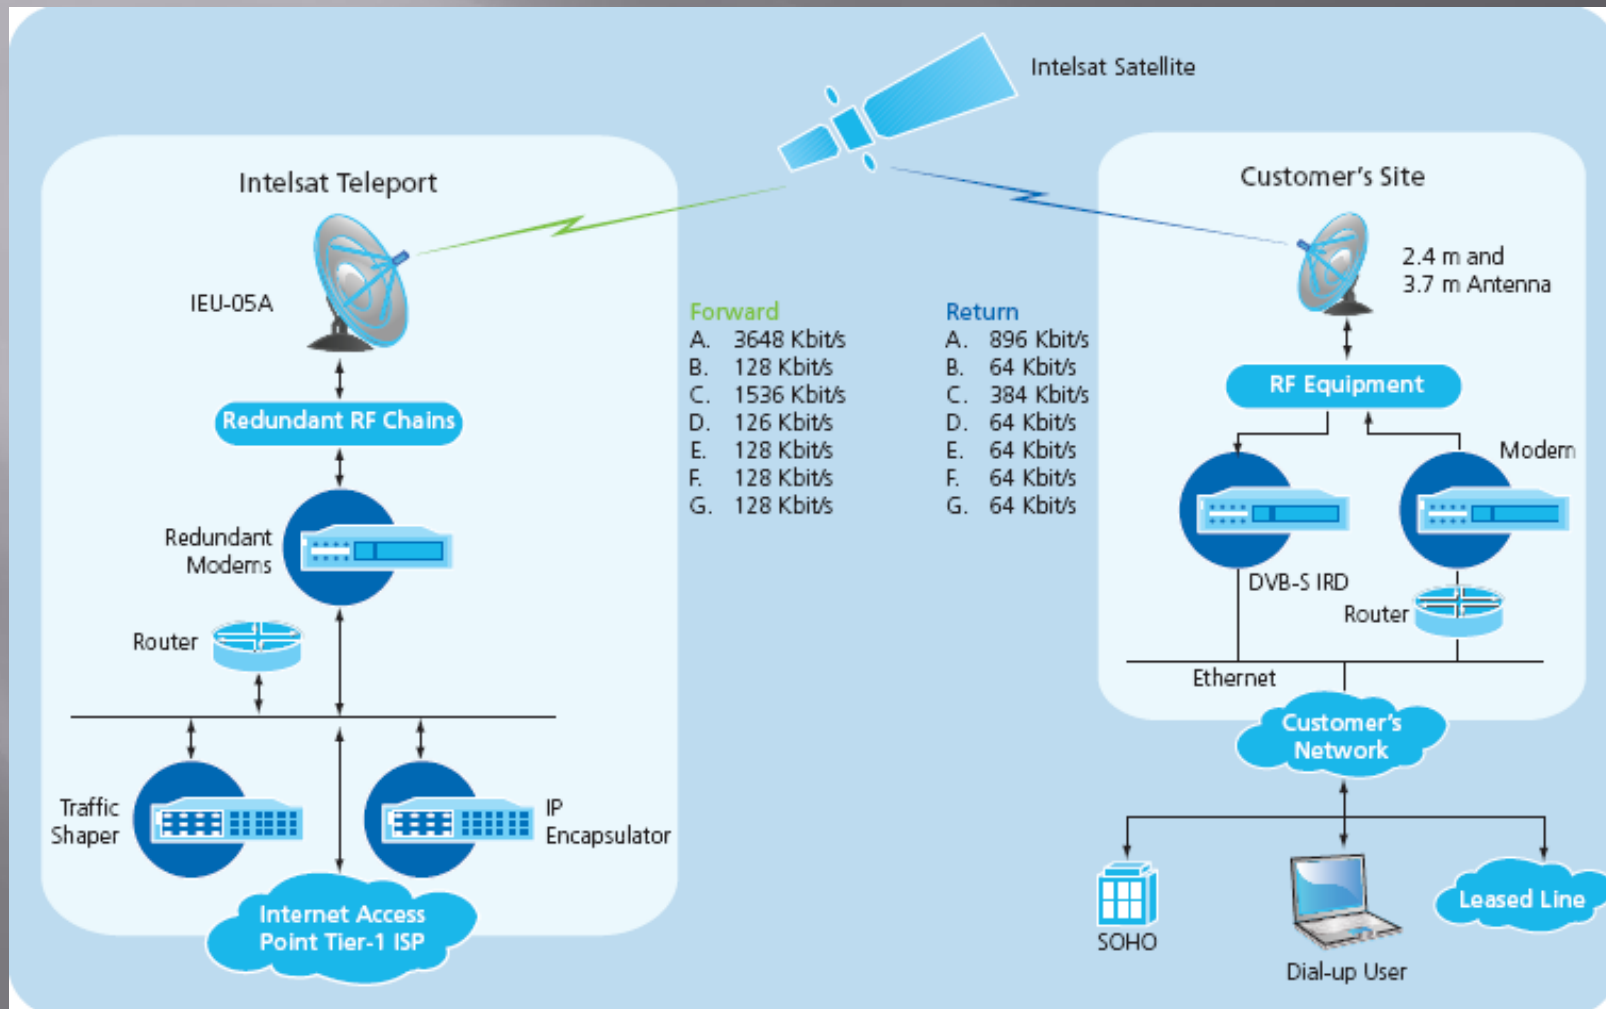 Intelsat Satellite
Intelsat Teleport
IEU-05A
Redundant RF Chains
Redundant
Modems
Router
Traffic
Shaper
IP
Encapsulator
Internet Access
Point Tier-1 ISP
Forward
A. 3648 Kbit/s
B. 128 Kbit/s
C. 1536 Kbit/s
D. 126 Kbit/s
E. 128 Kbit/s
F. 128 Kbit/s
G. 128 Kbit/s
Return
A. 896 Kbit/s
B. 64 Kbit/s
C. 384 Kbit/s
D. 64 Kbit/s
E. 64 Kbit/s
F. 64 Kbit/s
G. 64 Kbit/s
Customer's Site
2.4 m and
3.7 m Antenna
RF Equipment
Modem
DVB-S IRD
Router
Ethernet
Customer's
Network
SOHO
Dial-up User
Leased Line